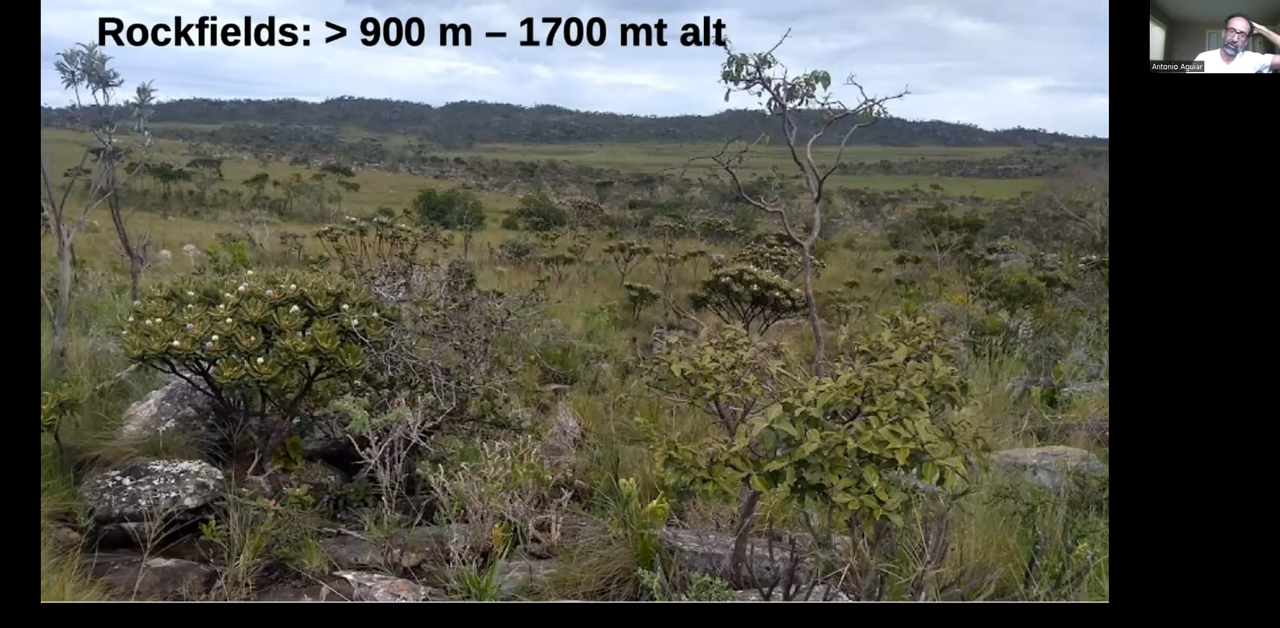 Rockfields: > 900 m – 1700 mt alt
Antonio Aguiar